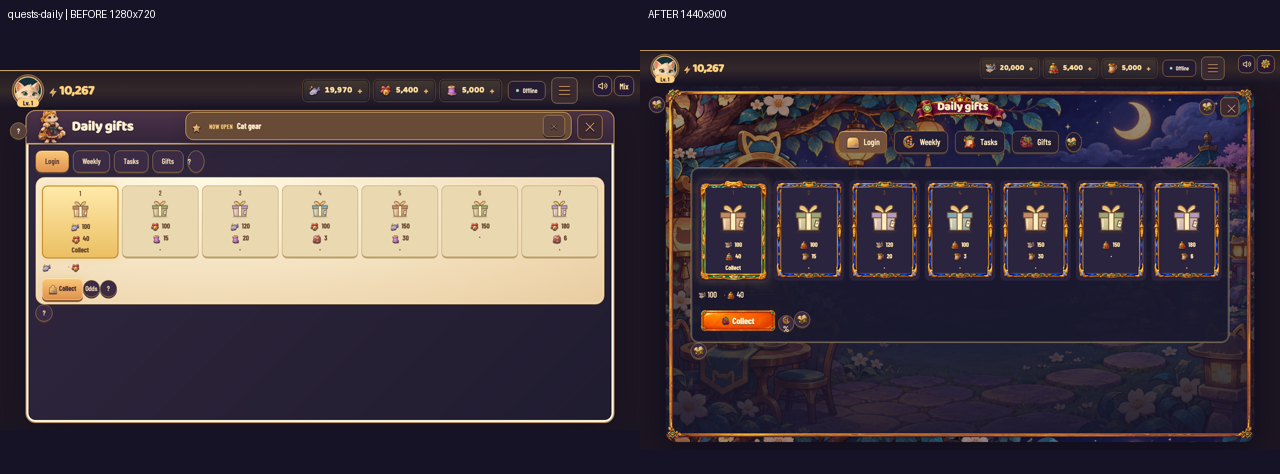 quests-daily | BEFORE 1280x720
10,267
Lv. 1
19,970 +
5,400 +
5,000 +
Offline
Mix
?
Daily gifts
NOW OPEN Cat gear
Login
Weekly
Tasks
Gifts
?
1
100
40
Collect
2
100
15
3
120
20
4
100
3
5
150
30
6
150
7
180
6
Collect
Odds
?
?
AFTER 1440x900
10,267
Lv. 1
20,000 +
5,400 +
5,000 +
Offline
Daily gifts
Login
Weekly
Tasks
Gifts
100
40
Collect
100
15
120
20
100
3
150
30
150
180
6
100 · 40
Collect
%